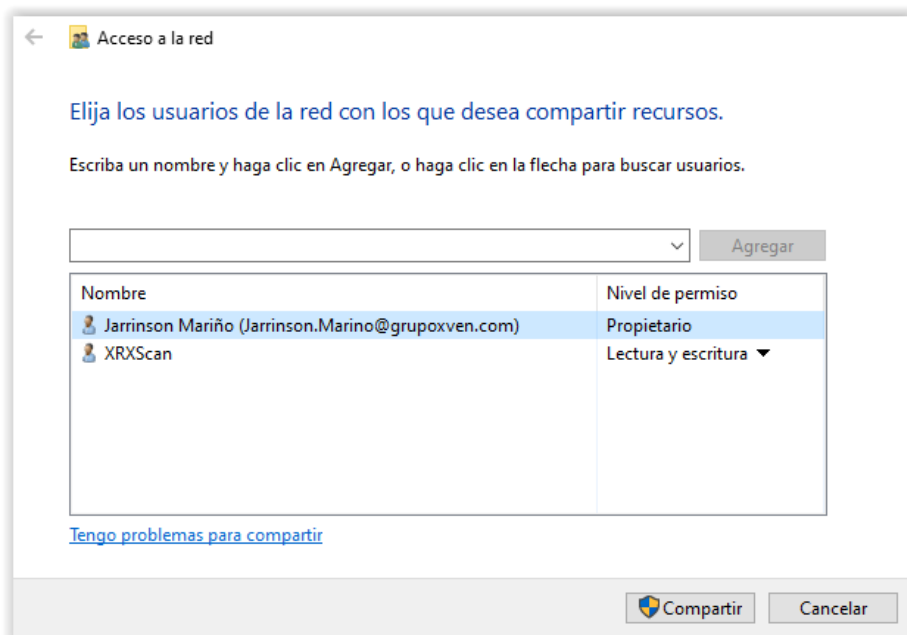 Acceso a la red
Elija los usuarios de la red con los que desea compartir recursos.
Escriba un nombre y haga clic en Agregar, o haga clic en la flecha para buscar usuarios.
Agregar
Nombre Nivel de permiso
Jarrinson Mariño (Jarrinson.Marino@grupoxven.com) Propietario
XRXScan Lectura y escritura
Tengo problemas para compartir
Compartir Cancelar